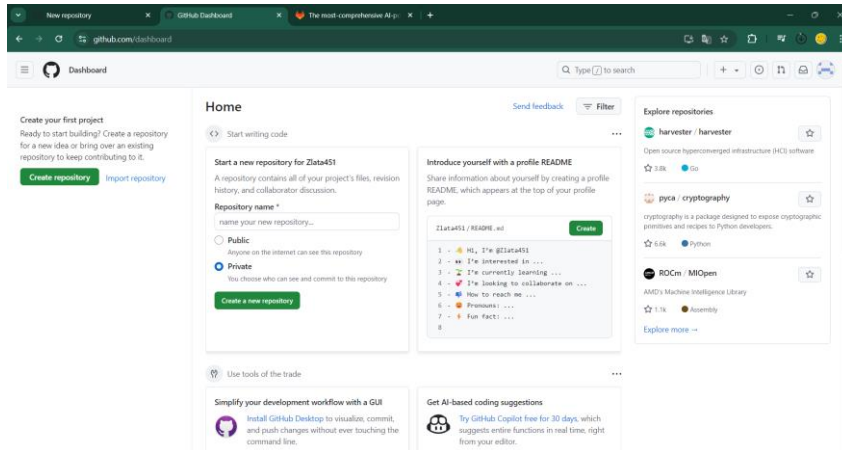 New repository
GitHub Dashboard
The most-comprehensive AI-po
github.com/dashboard
Dashboard
Type / to search
Create your first project
Ready to start building? Create a repository
for a new idea or bring over an existing
repository to keep contributing to it.
Create repository
Import repository
Home
Send feedback
Filter
Start writing code
Start a new repository for Zlata451
A repository contains all of your project's files, revision
history, and collaborator discussion.
Repository name *
name your new repository...
Public
Anyone on the internet can see this repository
Private
You choose who can see and commit to this repository
Create a new repository
Introduce yourself with a profile README
Share information about yourself by creating a profile
README, which appears at the top of your profile
page.
Zlata451 / README.md
Create
1 - 👋 Hi, I'm @Zlata451
2 - 👀 I'm interested in ...
3 - 🌱 I'm currently learning ...
4 - 💞️ I'm looking to collaborate on ...
5 - 📫 How to reach me ...
6 - 😄 Pronouns: ...
7 - ⚡ Fun fact: ...
8
Use tools of the trade
Simplify your development workflow with a GUI
Install GitHub Desktop to visualize, commit,
and push changes without ever touching the
command line.
Get AI-based coding suggestions
Try GitHub Copilot free for 30 days, which
suggests entire functions in real time, right
from your editor.
Explore repositories
harvester / harvester
Open source hyperconverged infrastructure (HCI) software
3.8k
Go
pyca / cryptography
cryptography is a package designed to expose cryptographic
primitives and recipes to Python developers.
6.6k
Python
ROCm / MIOpen
AMD's Machine Intelligence Library
1.1k
Assembly
Explore more →